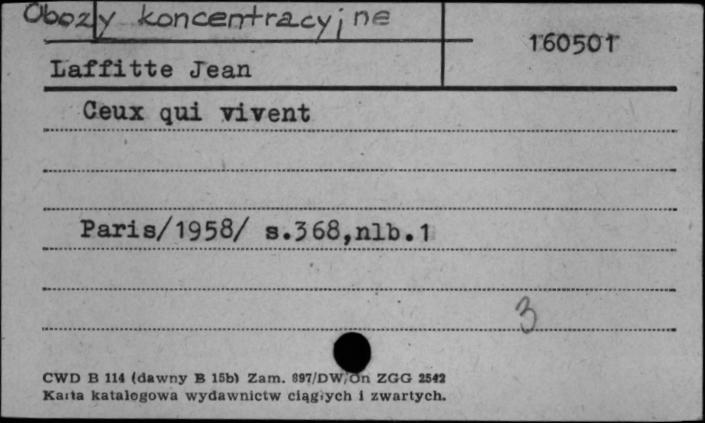 Obozy koncentracyjne
160501
Laffitte Jean
Ceux qui vivent
Paris/1958/ s.368,nlb.1
3
CWD B 114 (dawny B 15b) Zam. 897/DW/On ZGG 2542
Karta katalogowa wydawnictw ciągłych i zwartych.